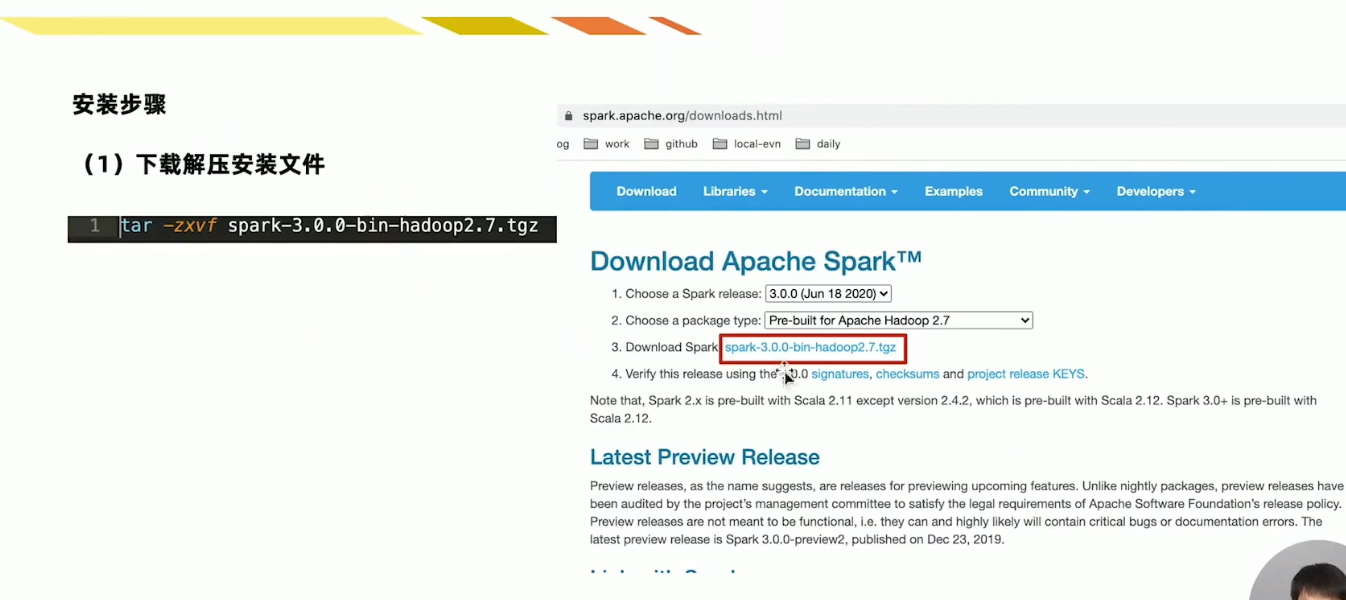 安装步骤
（1）下载解压安装文件
1 tar -zxvf spark-3.0.0-bin-hadoop2.7.tgz
spark.apache.org/downloads.html
og work github local-evn daily
Download Libraries Documentation Examples Community Developers
Download Apache Spark™
1. Choose a Spark release: 3.0.0 (Jun 18 2020)
2. Choose a package type: Pre-built for Apache Hadoop 2.7
3. Download Spark spark-3.0.0-bin-hadoop2.7.tgz
4. Verify this release using the .0 signatures, checksums and project release KEYS.
Note that, Spark 2.x is pre-built with Scala 2.11 except version 2.4.2, which is pre-built with Scala 2.12. Spark 3.0+ is pre-built with
Scala 2.12.
Latest Preview Release
Preview releases, as the name suggests, are releases for previewing upcoming features. Unlike nightly packages, preview releases have
been audited by the project's management committee to satisfy the legal requirements of Apache Software Foundation's release policy.
Preview releases are not meant to be functional, i.e. they can and highly likely will contain critical bugs or documentation errors. The
latest preview release is Spark 3.0.0-preview2, published on Dec 23, 2019.